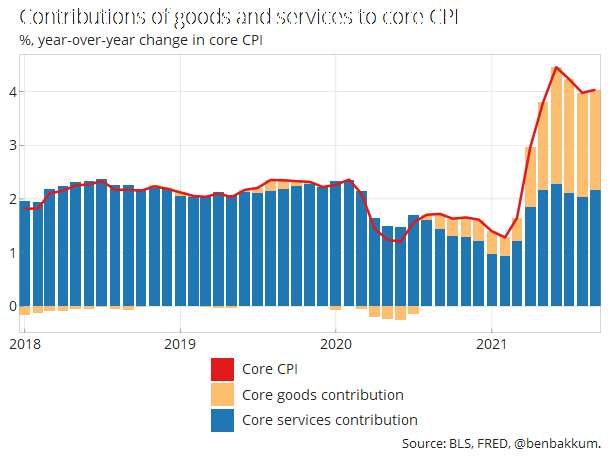 Contributions of goods and services to core CPI
%, year-over-year change in core CPI
4
3
2
1
0
2018 2019 2020 2021
Core CPI
Core goods contribution
Core services contribution
Source: BLS, FRED, @benbakkum.